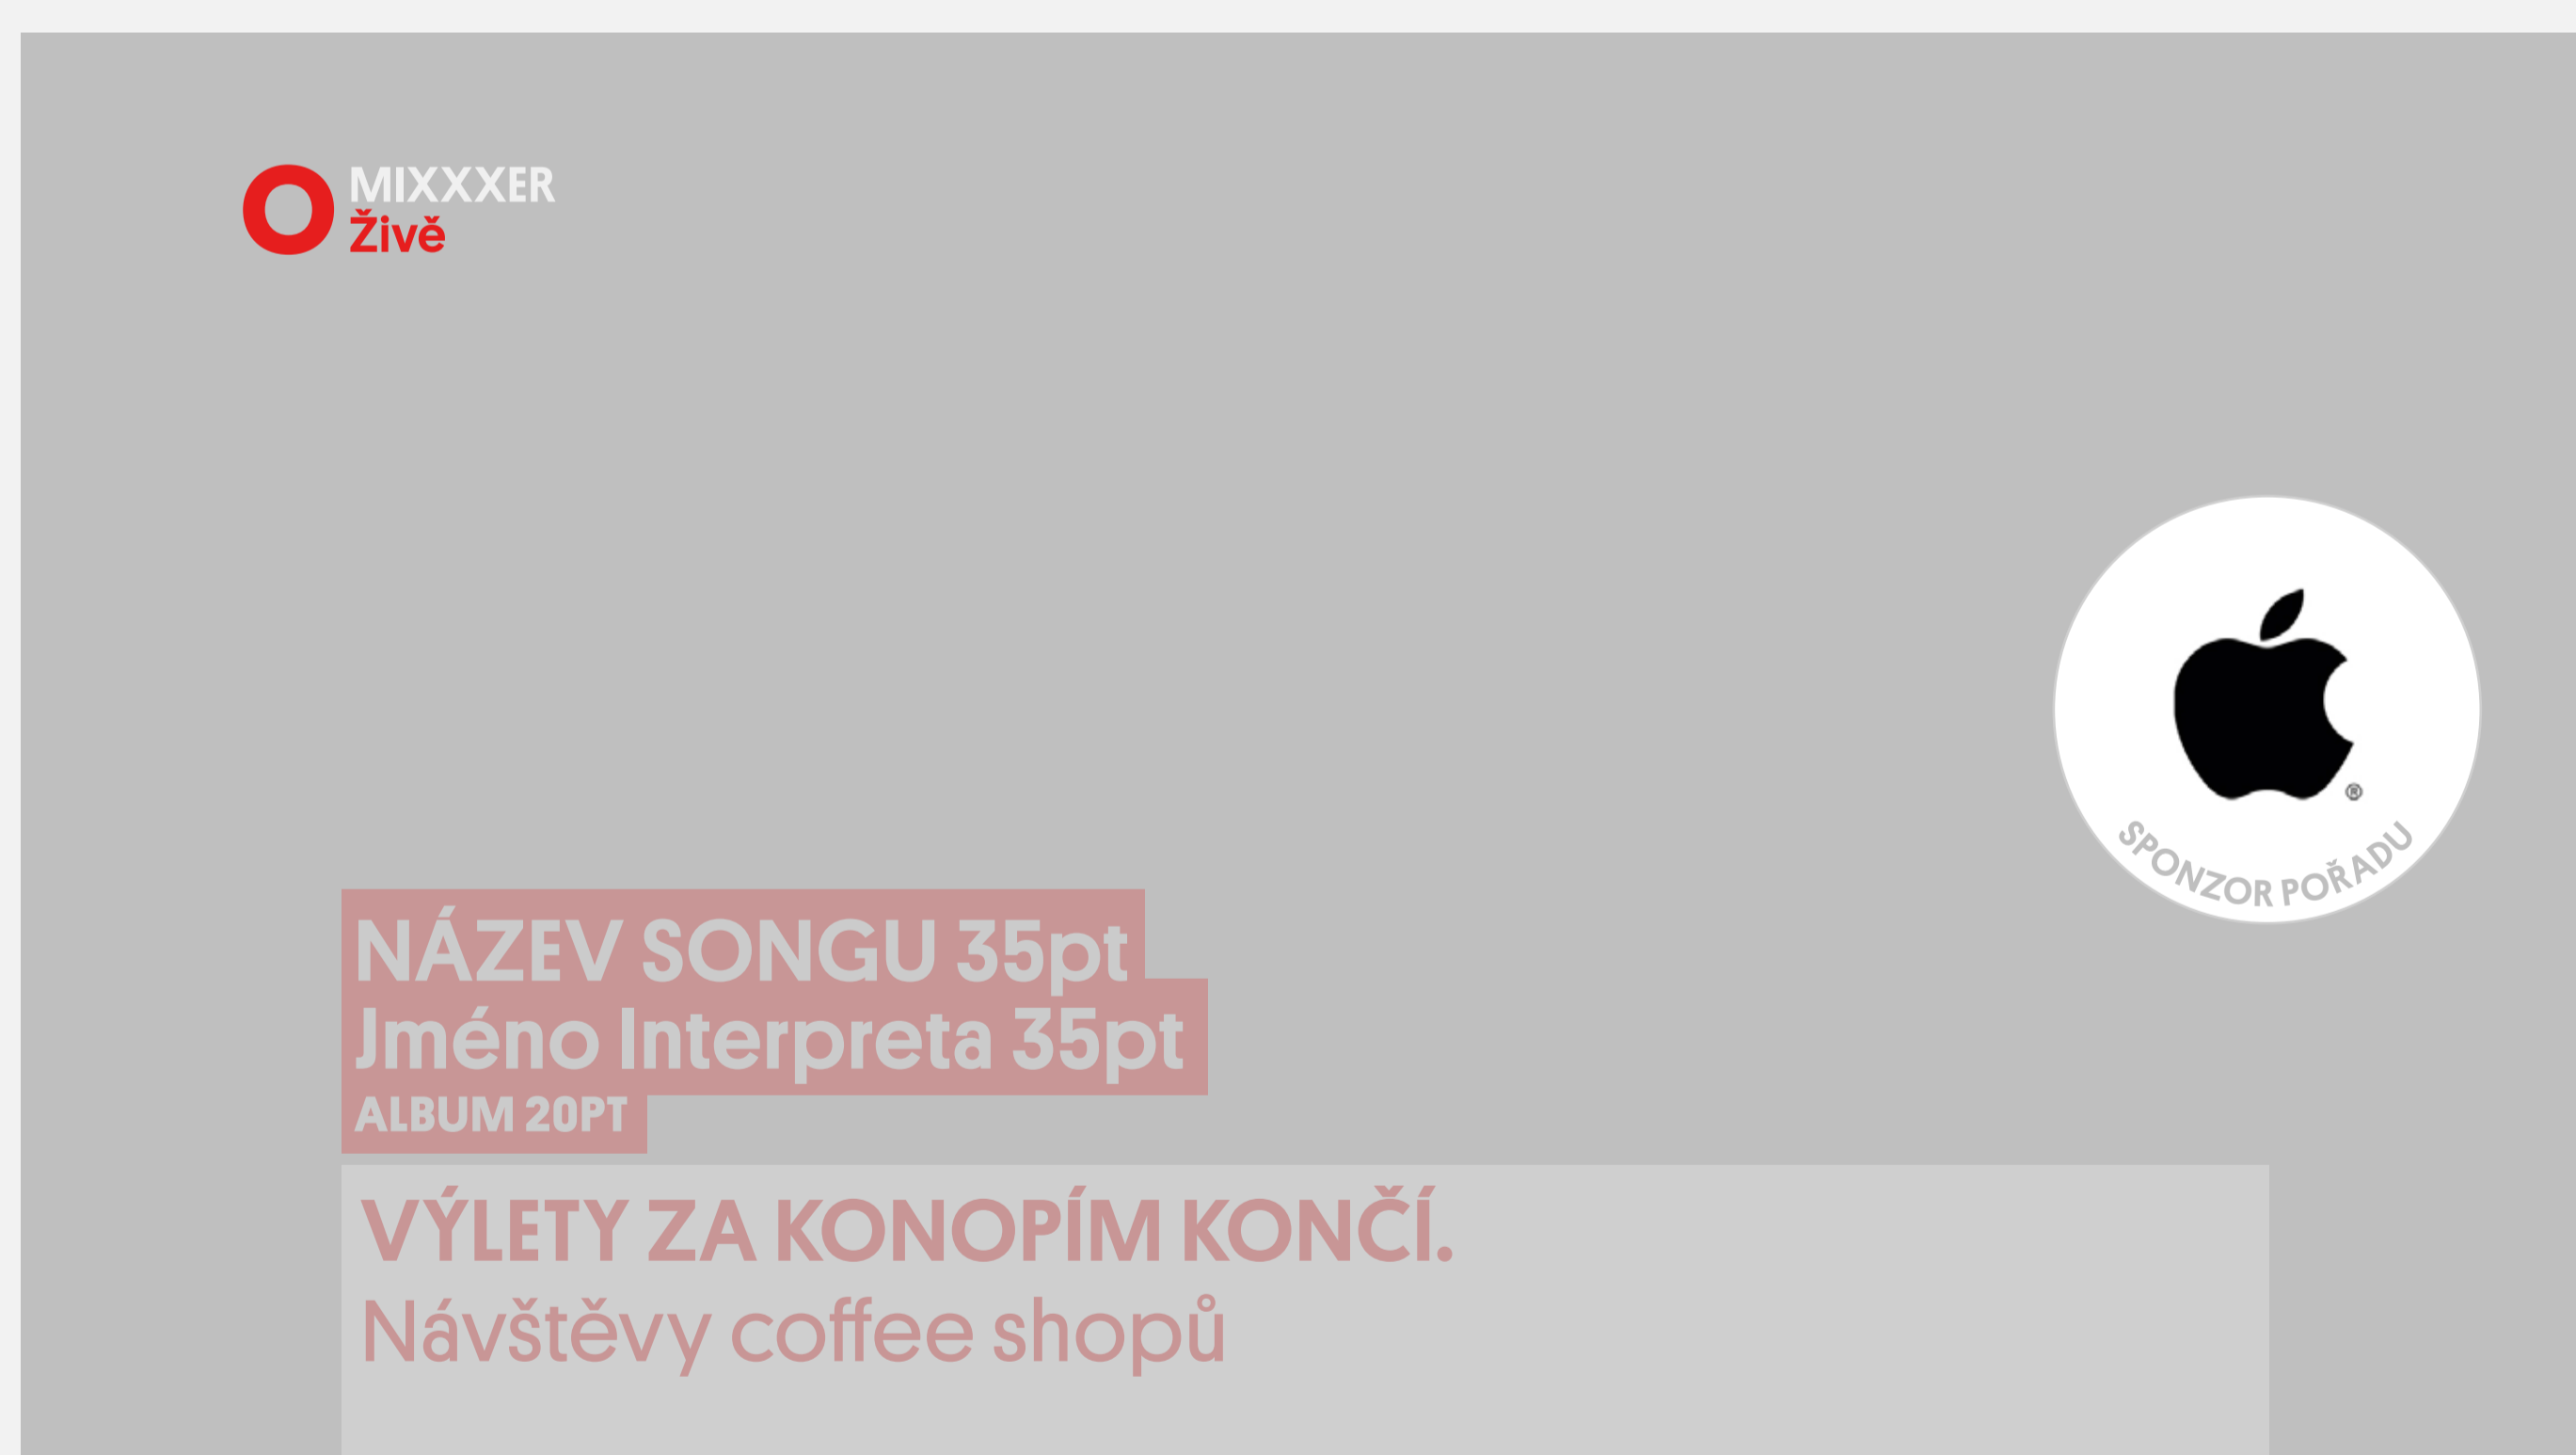 MIXXXER
Živě
®
SPONZOR POŘADU
NÁZEV SONGU 35pt
Jméno Interpreta 35pt
ALBUM 20PT
VÝLETY ZA KONOPÍM KONČÍ.
Návštěvy coffee shopů